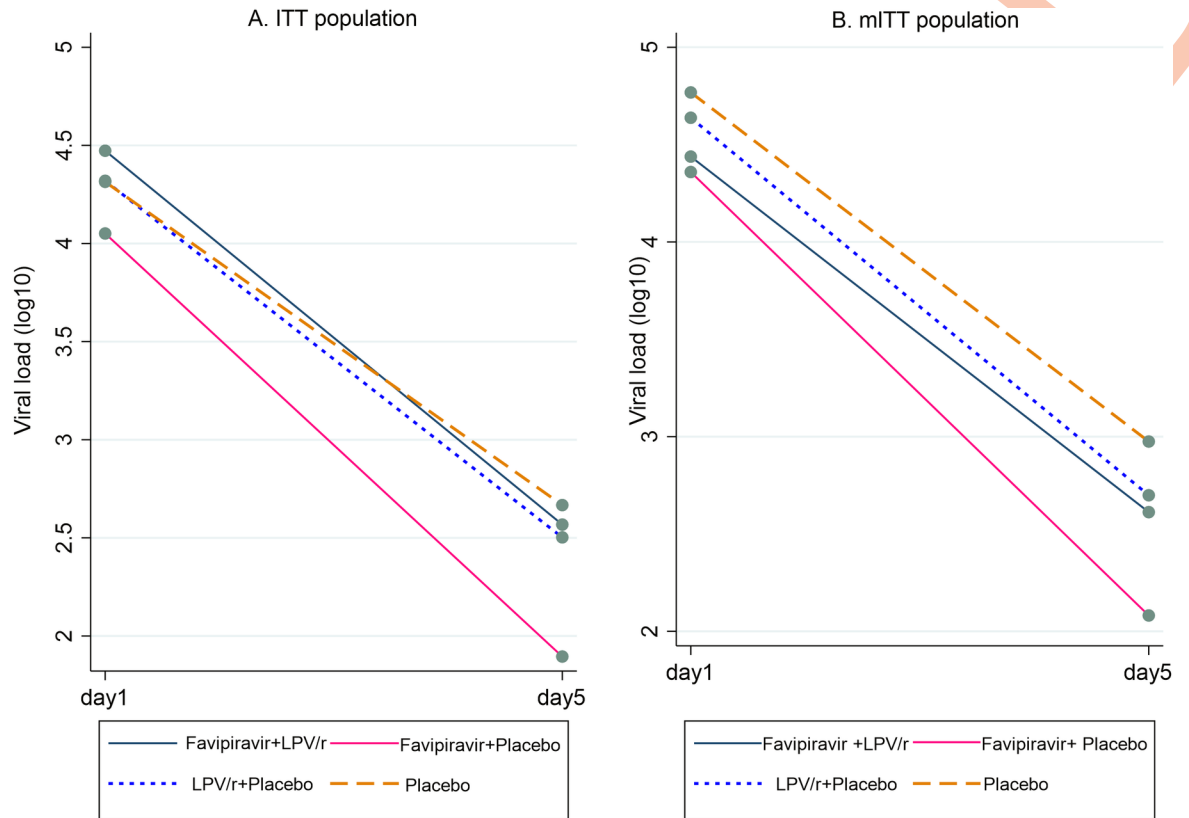 A. ITT population
5
4.5
4
3.5
3
2.5
2
Viral load (log10)
day1 day5
Favipiravir+LPV/r Favipiravir+Placebo
LPV/r+Placebo Placebo
B. mITT population
5
4
3
2
Viral load (log10)
day1 day5
Favipiravir +LPV/r Favipiravir+ Placebo
LPV/r+Placebo Placebo